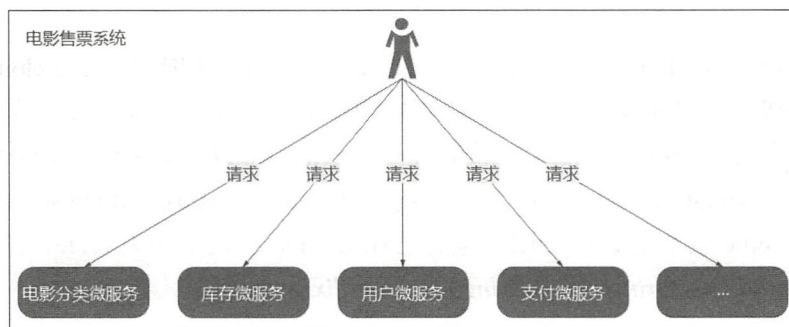 电影售票系统
请求 请求 请求 请求 请求
电影分类微服务 库存微服务 用户微服务 支付微服务 ...